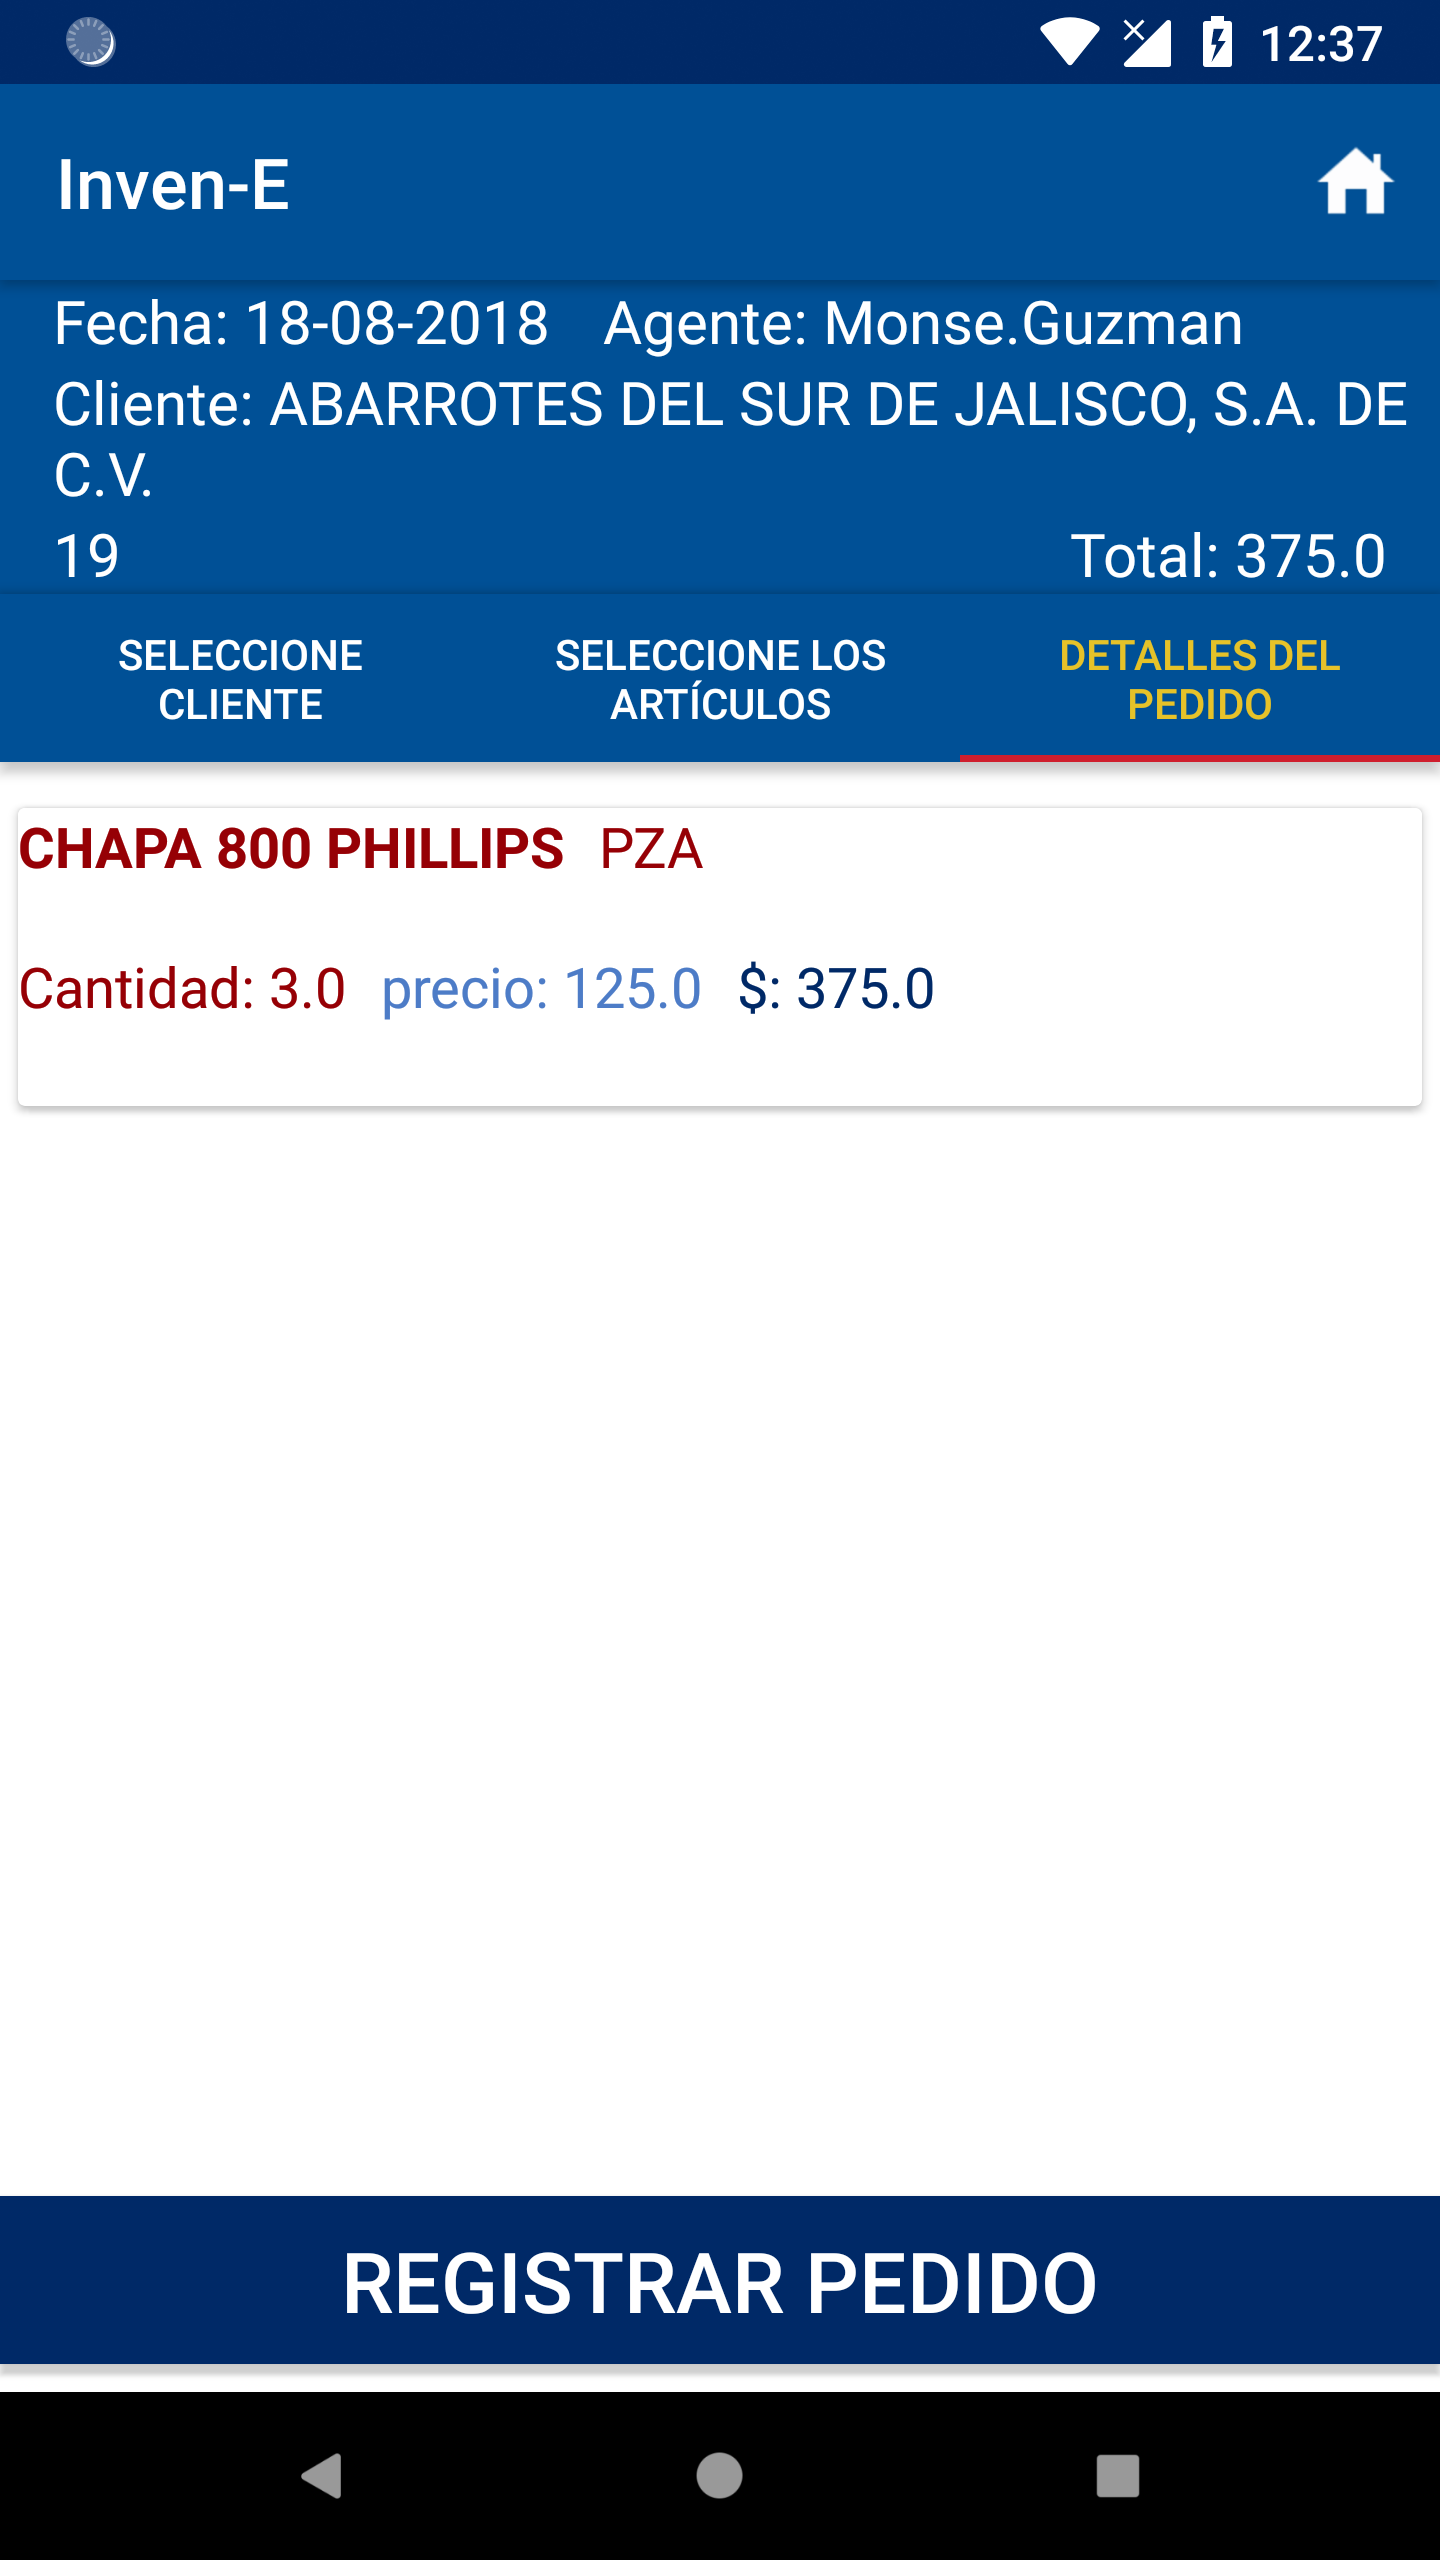 12:37
Inven-E
Fecha: 18-08-2018 Agente: Monse.Guzman
Cliente: ABARROTES DEL SUR DE JALISCO, S.A. DE
C.V.
19 Total: 375.0
SELECCIONE
CLIENTE
SELECCIONE LOS
ARTÍCULOS
DETALLES DEL
PEDIDO
CHAPA 800 PHILLIPS PZA
Cantidad: 3.0 precio: 125.0 $: 375.0
REGISTRAR PEDIDO